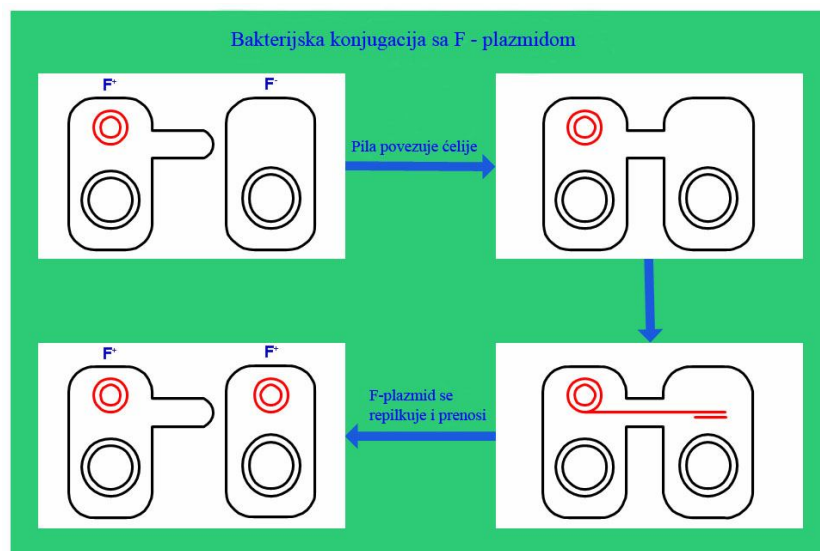 Bakterijska konjugacija sa F - plazmidom
F⁺ F⁻
Pila povezuje ćelije
F⁺ F⁺
F-plazmid se
repilkuje i prenosi